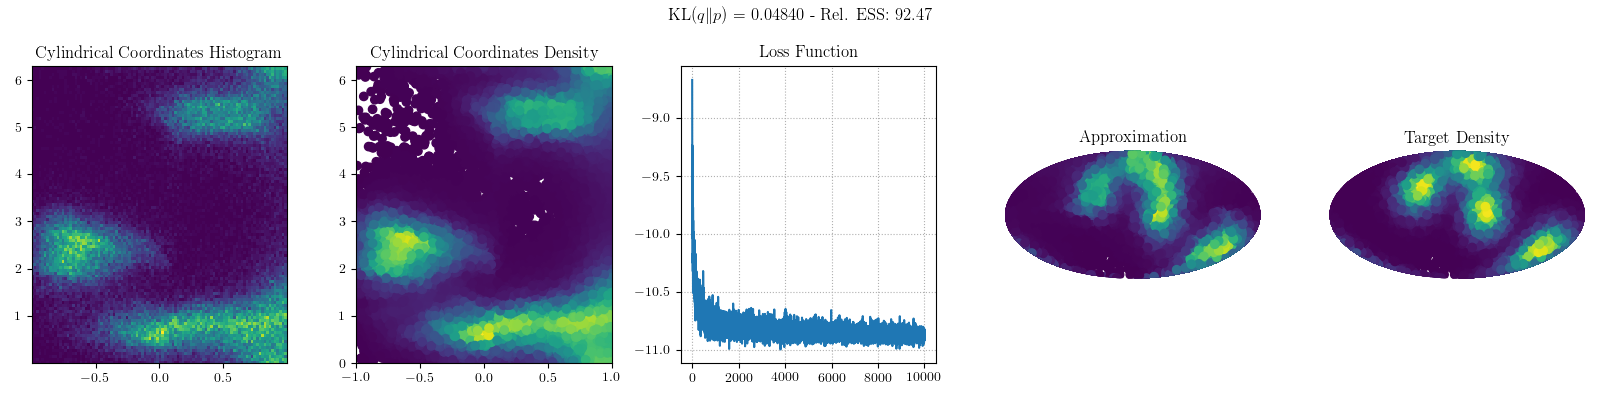 KL(q‖p) = 0.04840 - Rel. ESS: 92.47
Cylindrical Coordinates Histogram
6
5
4
3
2
1
−0.5 0.0 0.5
Cylindrical Coordinates Density
6
5
4
3
2
1
0
−1.0 −0.5 0.0 0.5 1.0
Loss Function
−9.0
−9.5
−10.0
−10.5
−11.0
0 2000 4000 6000 8000 10000
Approximation
Target Density